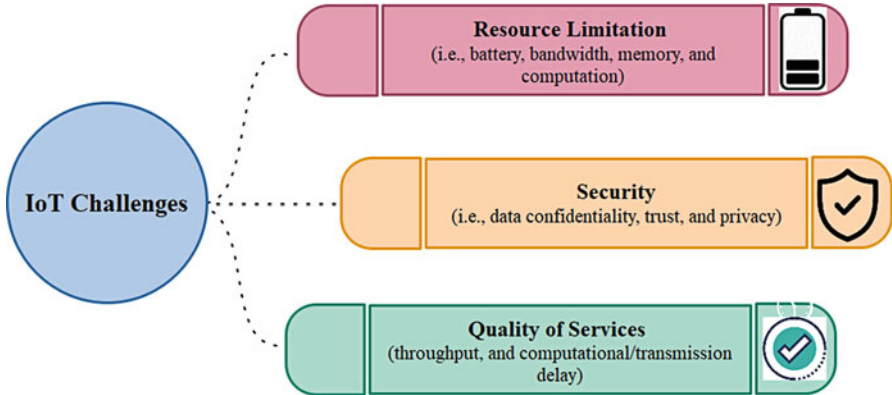 IoT Challenges
Resource Limitation
(i.e., battery, bandwidth, memory, and
computation)
Security
(i.e., data confidentiality, trust, and privacy)
Quality of Services
(throughput, and computational/transmission
delay)